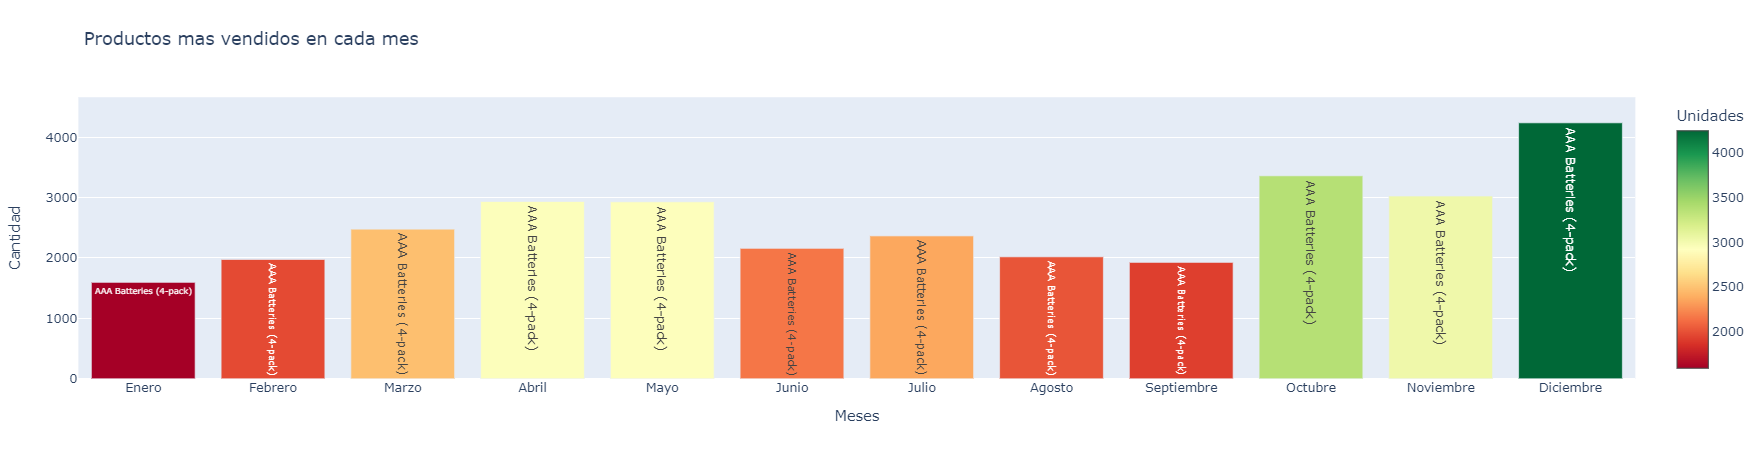 Productos mas vendidos en cada mes
Cantidad
4000
3000
2000
1000
0
AAA Batteries (4-pack)
AAA Batteries (4-pack)
AAA Batteries (4-pack)
AAA Batteries (4-pack)
AAA Batteries (4-pack)
AAA Batteries (4-pack)
AAA Batteries (4-pack)
AAA Batteries (4-pack)
AAA Batteries (4-pack)
AAA Batteries (4-pack)
AAA Batteries (4-pack)
AAA Batteries (4-pack)
Enero
Febrero
Marzo
Abril
Mayo
Junio
Julio
Agosto
Septiembre
Octubre
Noviembre
Diciembre
Meses
Unidades
4000
3500
3000
2500
2000